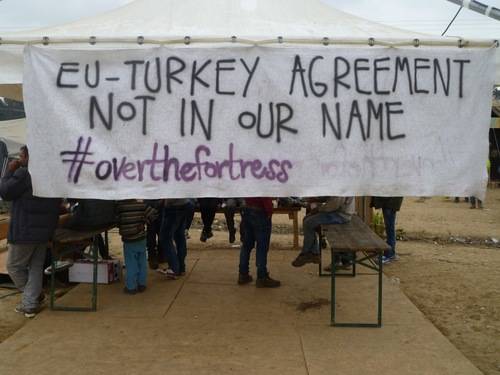 EU-TURKEY AGREEMENT
NOT IN OUR NAME
#overthefortress